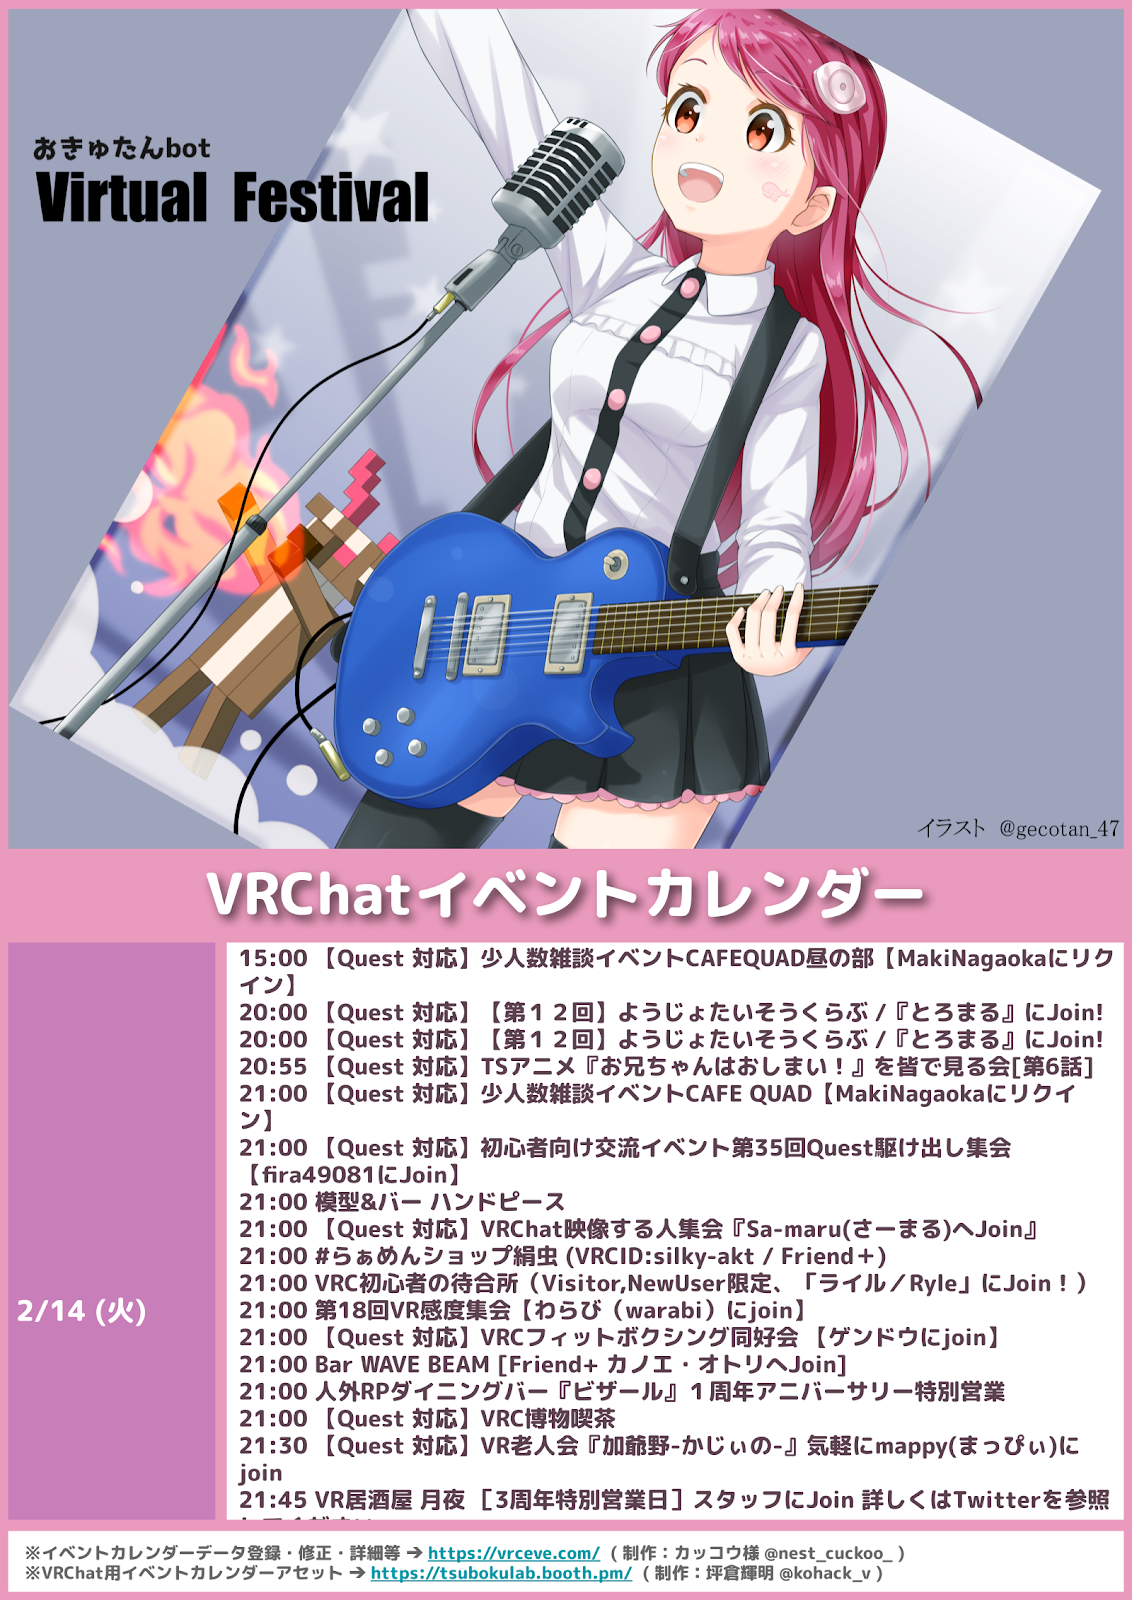 おきゅたんbot
Virtual Festival
イラスト @gecotan_47
VRChatイベントカレンダー
2/14 (火)
15:00 【Quest 対応】少人数雑談イベントCAFEQUAD昼の部【MakiNagaokaにリク
イン】
20:00 【Quest 対応】【第１２回】ようじょたいそうくらぶ /『とろまる』にJoin!
20:00 【Quest 対応】【第１２回】ようじょたいそうくらぶ /『とろまる』にJoin!
20:55 【Quest 対応】TSアニメ『お兄ちゃんはおしまい！』を皆で見る会[第6話]
21:00 【Quest 対応】少人数雑談イベントCAFE QUAD【MakiNagaokaにリクイ
ン】
21:00 【Quest 対応】初心者向け交流イベント第35回Quest駆け出し集会
【fira49081にJoin】
21:00 模型&バー ハンドピース
21:00 【Quest 対応】VRChat映像する人集会『Sa-maru(さーまる)へJoin』
21:00 #らぁめんショップ絹虫 (VRCID:silky-akt / Friend＋)
21:00 VRC初心者の待合所（Visitor,NewUser限定、「ライル／Ryle」にJoin！）
21:00 第18回VR感度集会【わらび（warabi）にjoin】
21:00 【Quest 対応】VRCフィットボクシング同好会 【ゲンドウにjoin】
21:00 Bar WAVE BEAM [Friend+ カノエ・オトリへJoin]
21:00 人外RPダイニングバー『ビザール』１周年アニバーサリー特別営業
21:00 【Quest 対応】VRC博物喫茶
21:30 【Quest 対応】VR老人会『加爺野-かじぃの-』気軽にmappy(まっぴぃ)に
join
21:45 VR居酒屋 月夜 ［3周年特別営業日］スタッフにJoin 詳しくはTwitterを参照
※イベントカレンダーデータ登録・修正・詳細等 ➔ https://vrceve.com/ ( 制作：カッコウ様 @nest_cuckoo_ )
※VRChat用イベントカレンダーアセット ➔ https://tsubokulab.booth.pm/ ( 制作：坪倉輝明 @kohack_v )